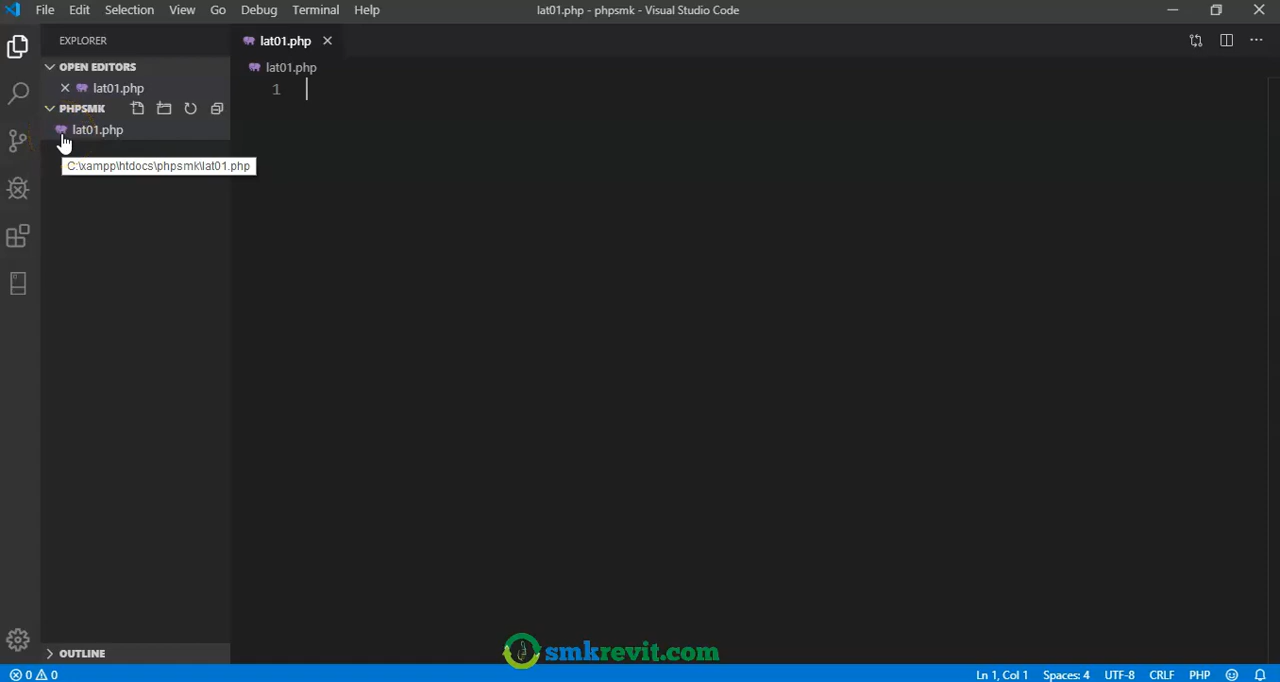 File Edit Selection View Go Debug Terminal Help
lat01.php - phpsmk - Visual Studio Code
EXPLORER
lat01.php
OPEN EDITORS
lat01.php
lat01.php
PHPSMK
1
lat01.php
C:\xampp\htdocs\phpsmk\lat01.php
OUTLINE
smkrevit.com
0 0
Ln 1, Col 1 Spaces: 4 UTF-8 CRLF PHP